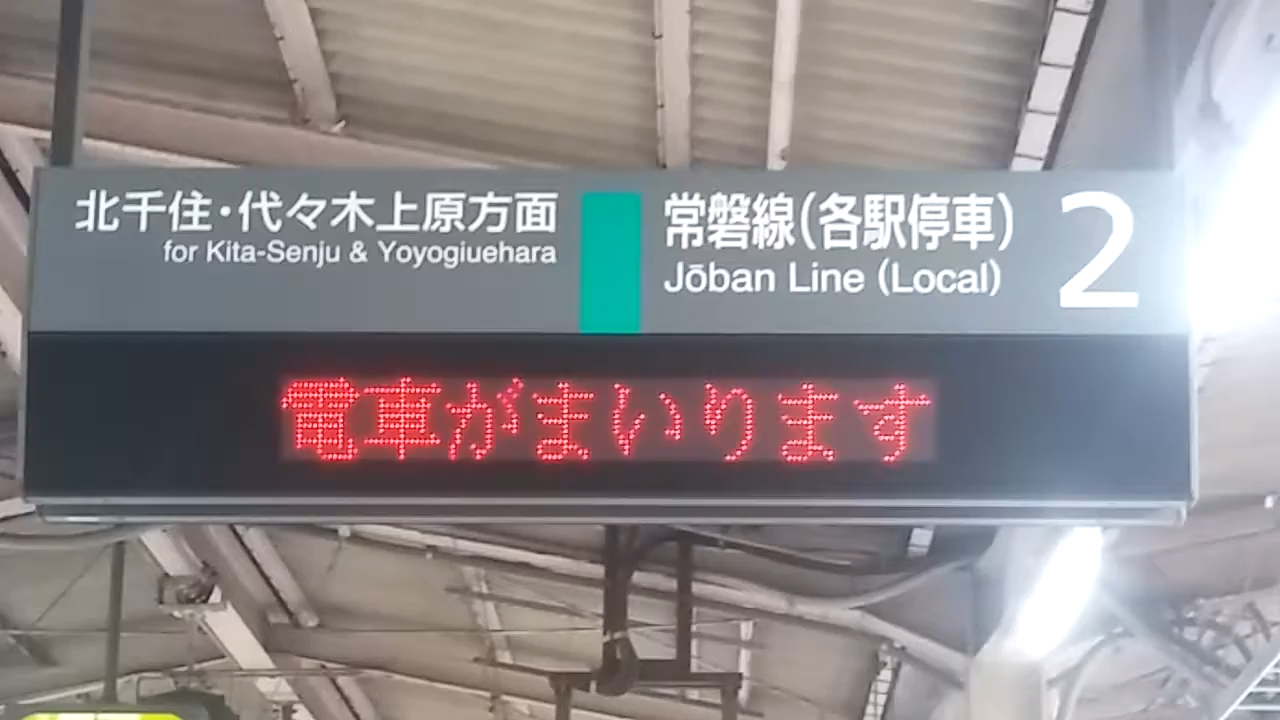 北千住・代々木上原方面
for Kita-Senju & Yoyogiuehara
常磐線(各駅停車)
Jōban Line (Local)
2
電車がまいります